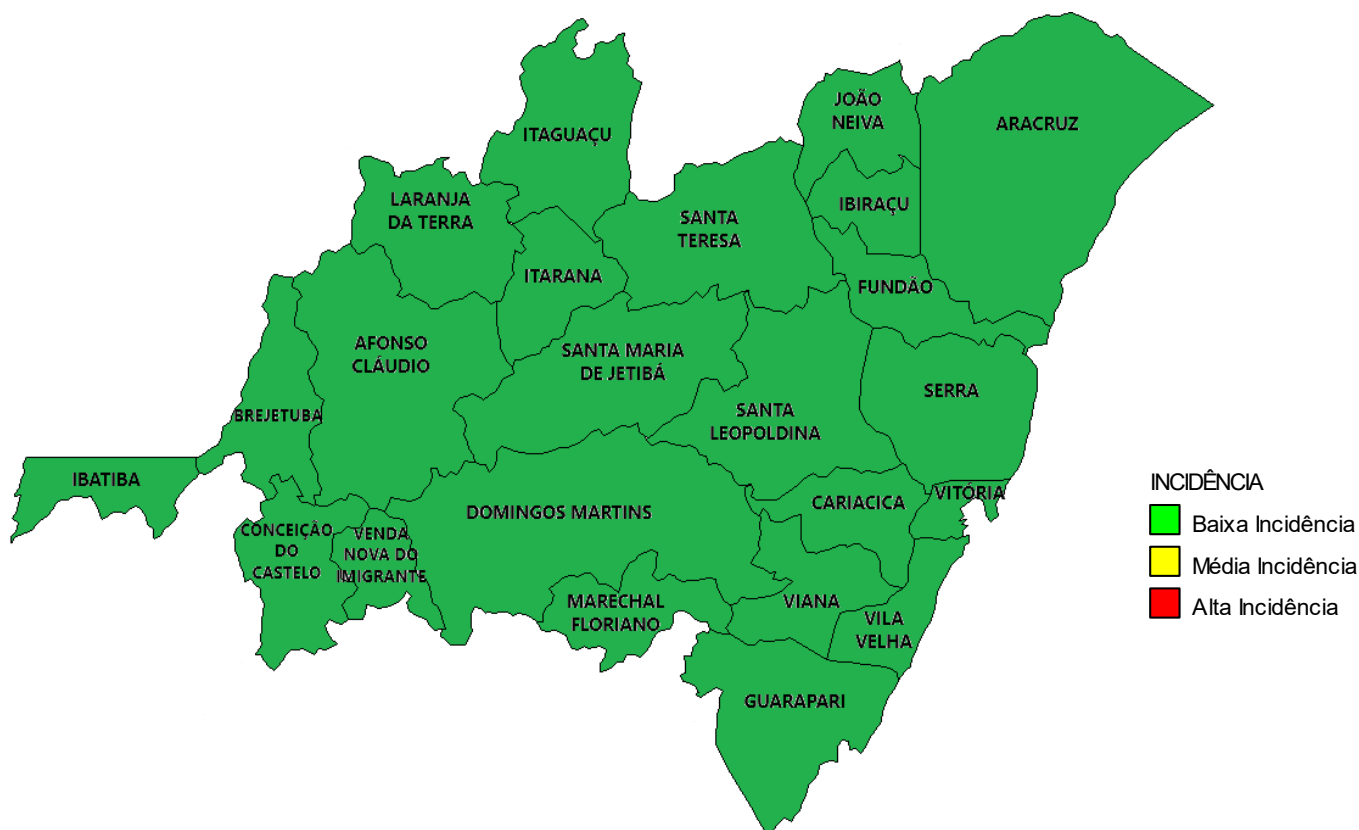 ITAGUAÇU
JOÃO
NEIVA
ARACRUZ
LARANJA
DA TERRA
IBIRAÇU
SANTA
TERESA
ITARANA
FUNDÃO
AFONSO
CLÁUDIO
SANTA MARIA
DE JETIBÁ
SERRA
BREJETUBA
SANTA
LEOPOLDINA
IBATIBA
VITÓRIA
CARIACICA
DOMINGOS MARTINS
CONCEIÇÃO
DO
CASTELO
VENDA
NOVA DO
IMIGRANTE
MARECHAL
FLORIANO
VIANA
VILA
VELHA
GUARAPARI
INCIDÊNCIA
Baixa Incidência
Média Incidência
Alta Incidência